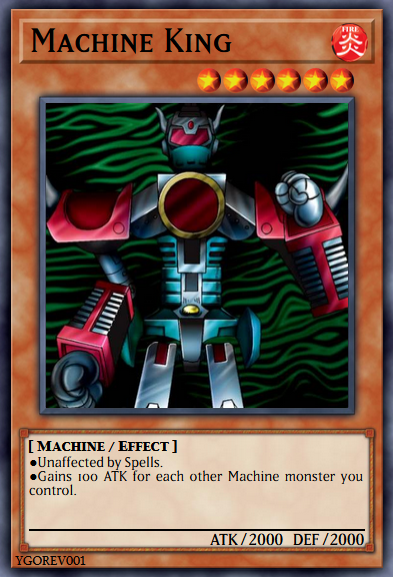 Machine King
FIRE
炎
[ Machine / Effect ]
●Unaffected by Spells.
●Gains 100 ATK for each other Machine monster you
control.
ATK/2000 DEF/2000
YGOREV001